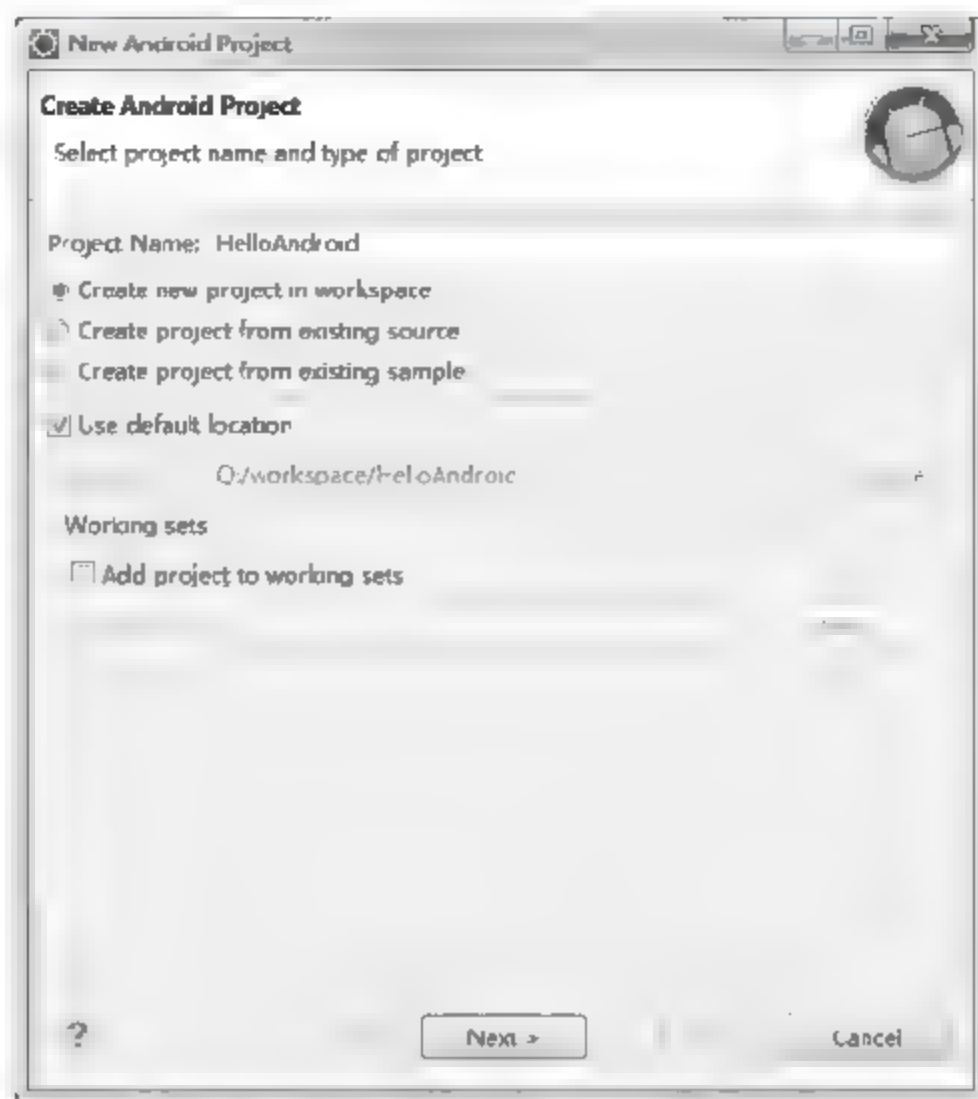 New Android Project
Create Android Project
Select project name and type of project
Project Name: HelloAndroid
Create new project in workspace
Create project from existing source
Create project from existing sample
Use default location
Q:/workspace/HelloAndroid
Working sets
Add project to working sets
?
Next >
Cancel